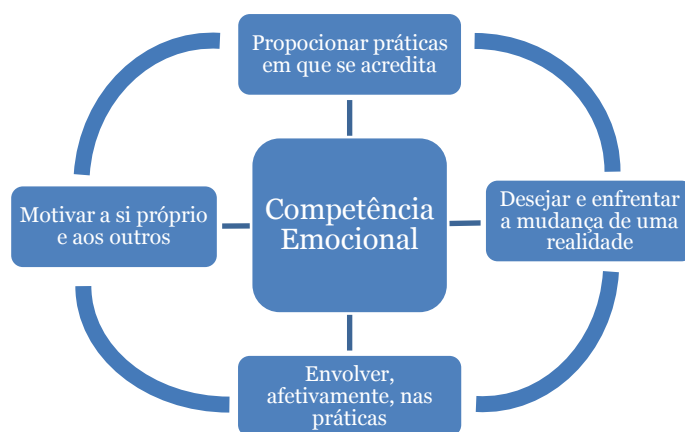 Propocionar práticas
em que se acredita
Motivar a si próprio
e aos outros
Competência
Emocional
Desejar e enfrentar
a mudança de uma
realidade
Envolver,
afetivamente, nas
práticas